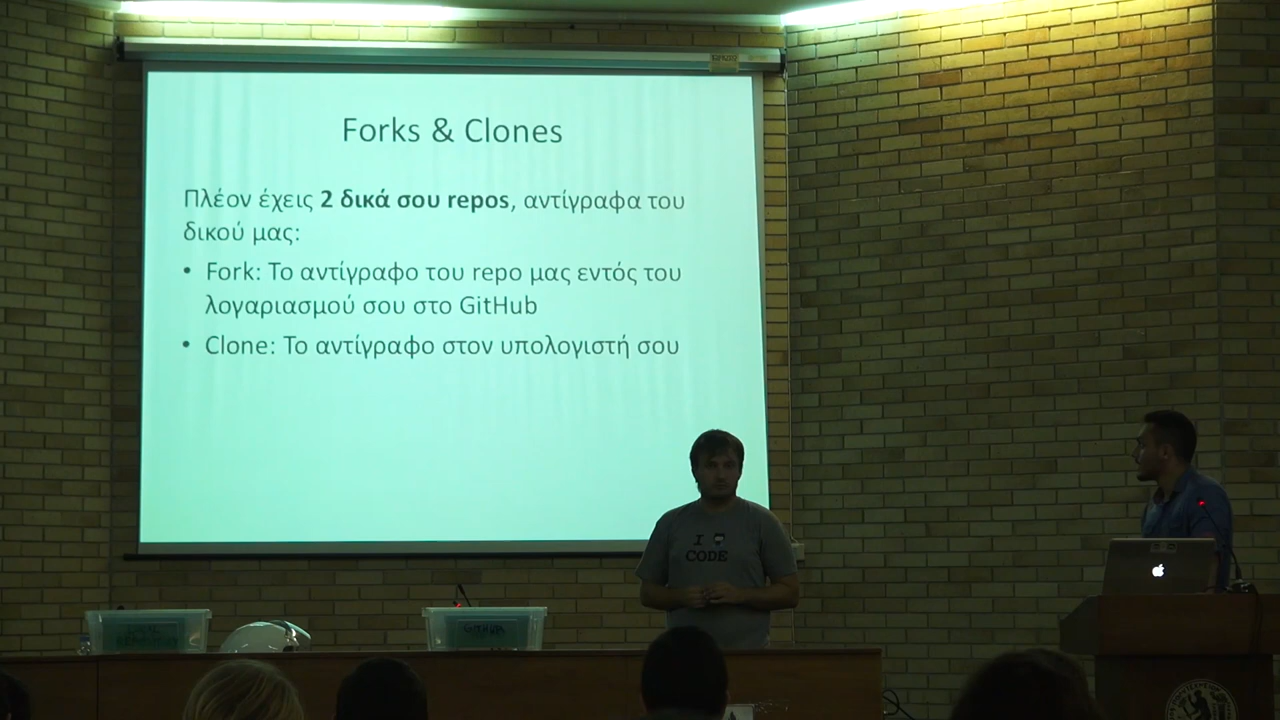 Forks & Clones
Πλέον έχεις 2 δικά σου repos, αντίγραφα του
δικού μας:
• Fork: Το αντίγραφο του repo μας εντός του
λογαριασμού σου στο GitHub
• Clone: Το αντίγραφο στον υπολογιστή σου
I
CODE
GITHUB